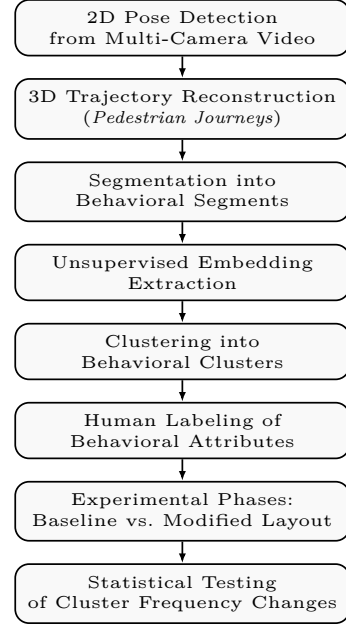 2D Pose Detection
from Multi-Camera Video
3D Trajectory Reconstruction
(Pedestrian Journeys)
Segmentation into
Behavioral Segments
Unsupervised Embedding
Extraction
Clustering into
Behavioral Clusters
Human Labeling of
Behavioral Attributes
Experimental Phases:
Baseline vs. Modified Layout
Statistical Testing
of Cluster Frequency Changes